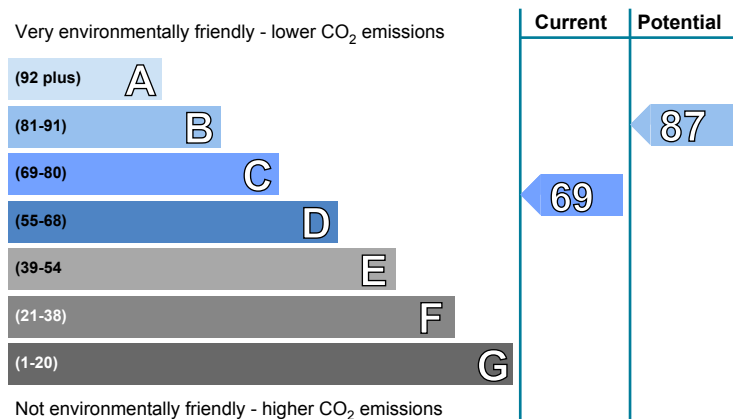 Current Potential
Very environmentally friendly - lower CO2 emissions
(92 plus) A
(81-91) B 87
(69-80) C
69
(55-68) D
(39-54 E
(21-38) F
(1-20) G
Not environmentally friendly - higher CO2 emissions